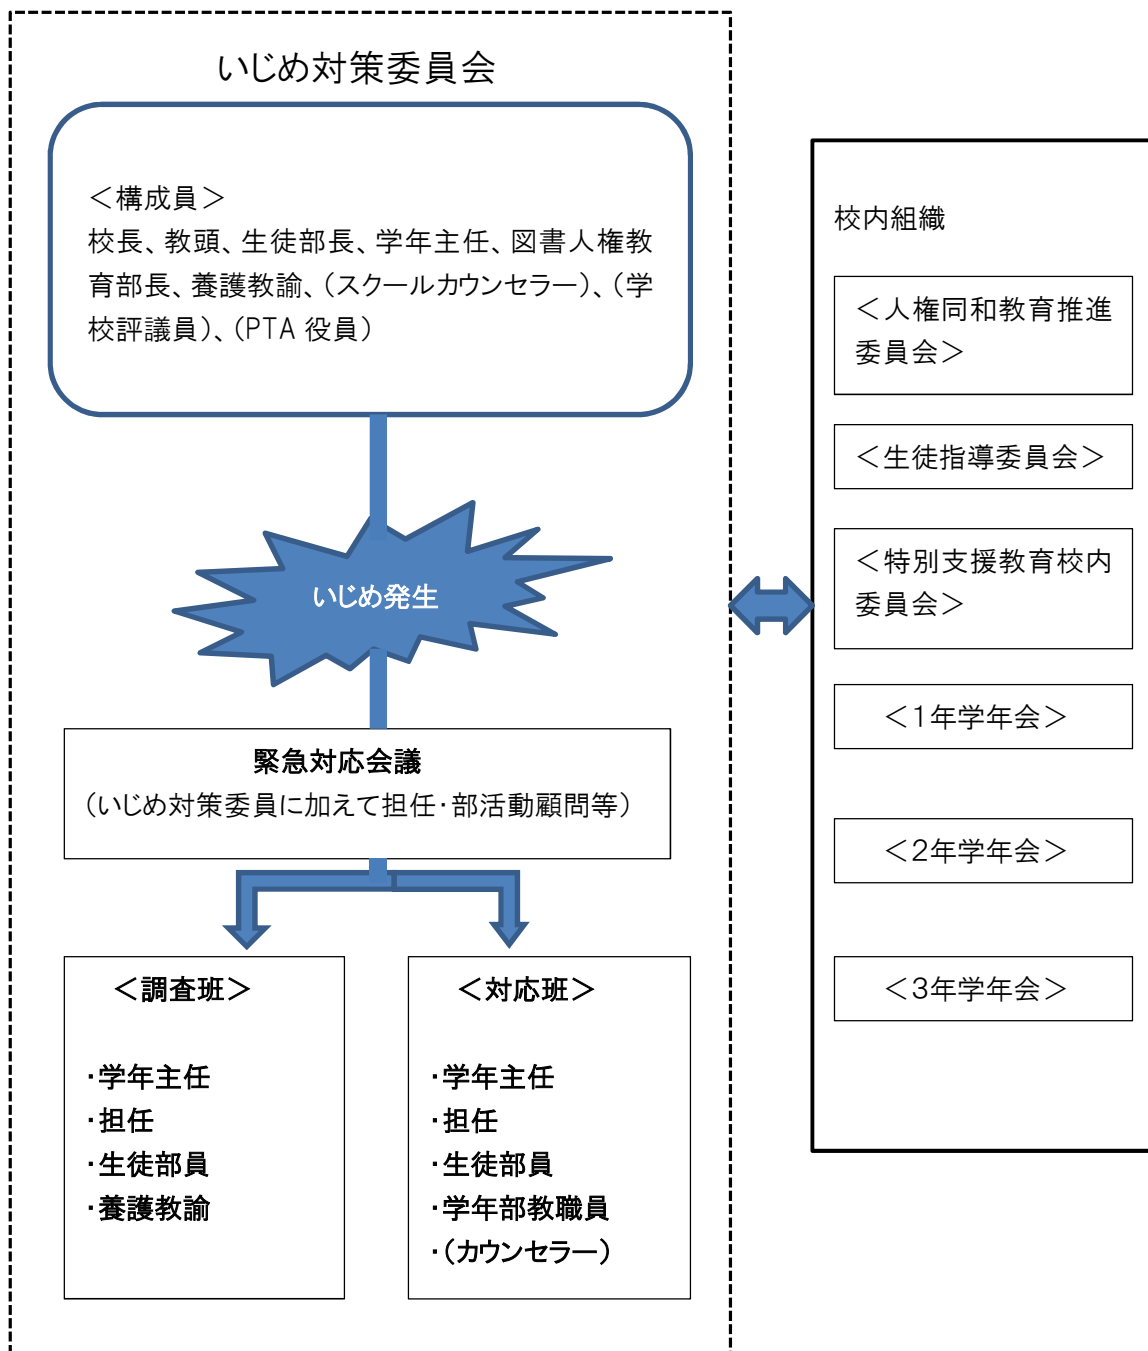 いじめ対策委員会
＜構成員＞
校長、教頭、生徒部長、学年主任、図書人権教
育部長、養護教諭、（スクールカウンセラー）、（学
校評議員）、（PTA 役員）
いじめ発生
緊急対応会議
（いじめ対策委員に加えて担任・部活動顧問等）
＜調査班＞
・学年主任
・担任
・生徒部員
・養護教諭
＜対応班＞
・学年主任
・担任
・生徒部員
・学年部教職員
・（カウンセラー）
校内組織
＜人権同和教育推進
委員会＞
＜生徒指導委員会＞
＜特別支援教育校内
委員会＞
＜1年学年会＞
＜2年学年会＞
＜3年学年会＞